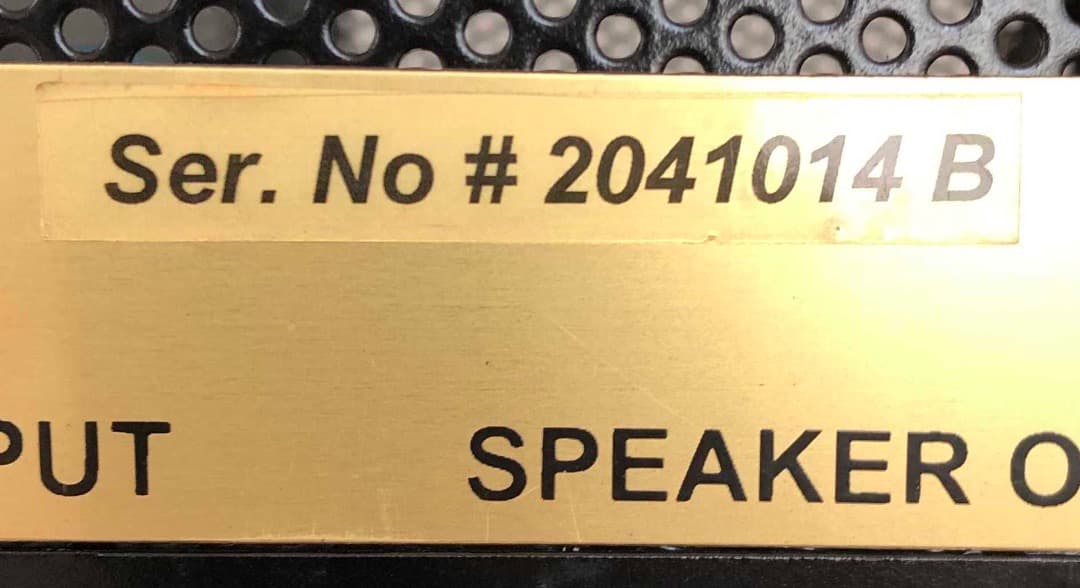 Ser. No # 2041014 B
PUT SPEAKER O